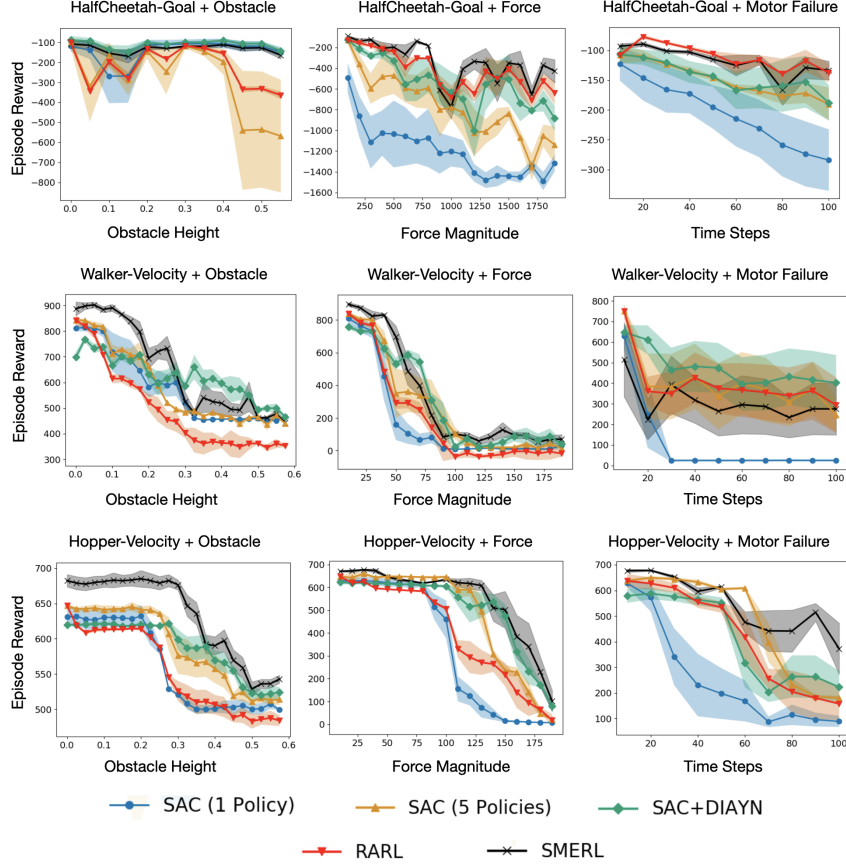 HalfCheetah-Goal + Obstacle
HalfCheetah-Goal + Force
HalfCheetah-Goal + Motor Failure
Episode Reward
-100
-200
-300
-400
-500
-600
-700
-800
0.0 0.1 0.2 0.3 0.4 0.5
Obstacle Height
-200
-400
-600
-800
-1000
-1200
-1400
-1600
250 500 750 1000 1250 1500 1750
Force Magnitude
-100
-150
-200
-250
-300
20 40 60 80 100
Time Steps
Walker-Velocity + Obstacle
Walker-Velocity + Force
Walker-Velocity + Motor Failure
Episode Reward
900
800
700
600
500
400
300
0.0 0.1 0.2 0.3 0.4 0.5 0.6
Obstacle Height
800
600
400
200
0
25 50 75 100 125 150 175
Force Magnitude
800
700
600
500
400
300
200
100
0
20 40 60 80 100
Time Steps
Hopper-Velocity + Obstacle
Hopper-Velocity + Force
Hopper-Velocity + Motor Failure
Episode Reward
700
650
600
550
500
0.0 0.1 0.2 0.3 0.4 0.5 0.6
Obstacle Height
700
600
500
400
300
200
100
0
25 50 75 100 125 150 175
Force Magnitude
700
600
500
400
300
200
100
20 40 60 80 100
Time Steps
SAC (1 Policy)
SAC (5 Policies)
SAC+DIAYN
RARL
SMERL